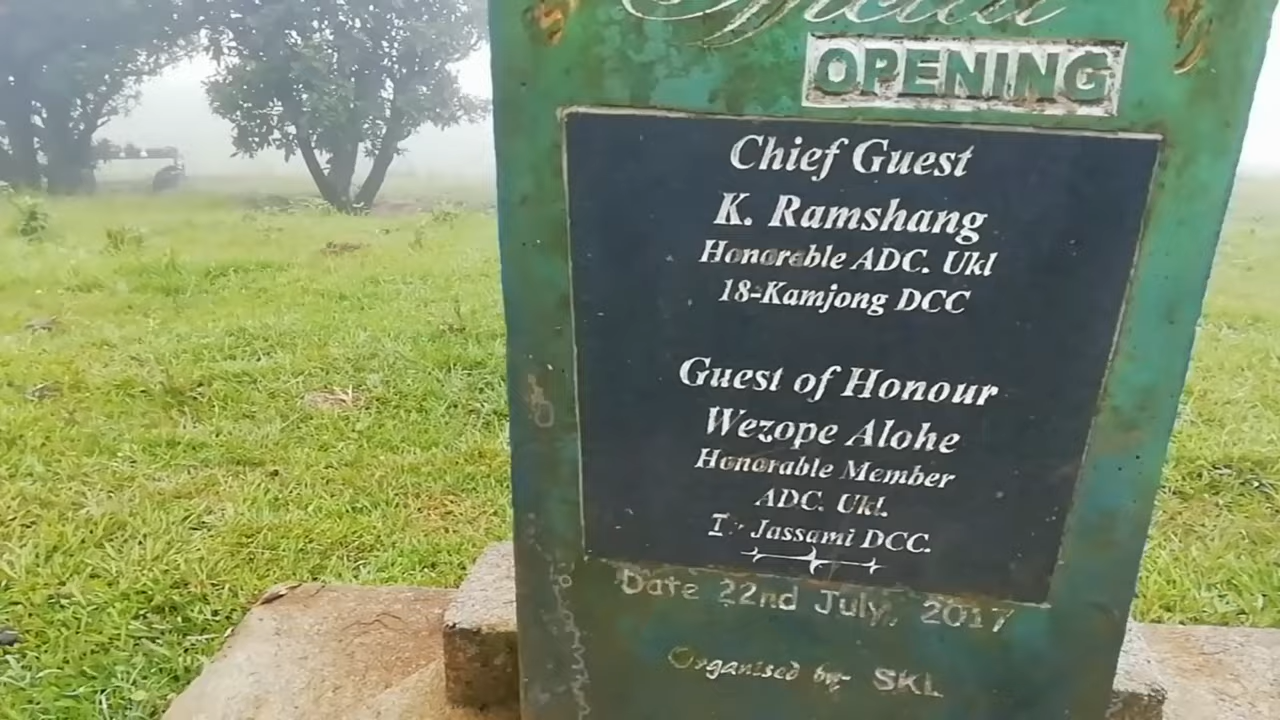 OPENING
Chief Guest
K. Ramshang
Honorable ADC. Ukl
18-Kamjong DCC
Guest of Honour
Wezope Alohe
Honorable Member
ADC. Ukl.
Jassami DCC.
Date 22nd July, 2017
Organised by- SKL